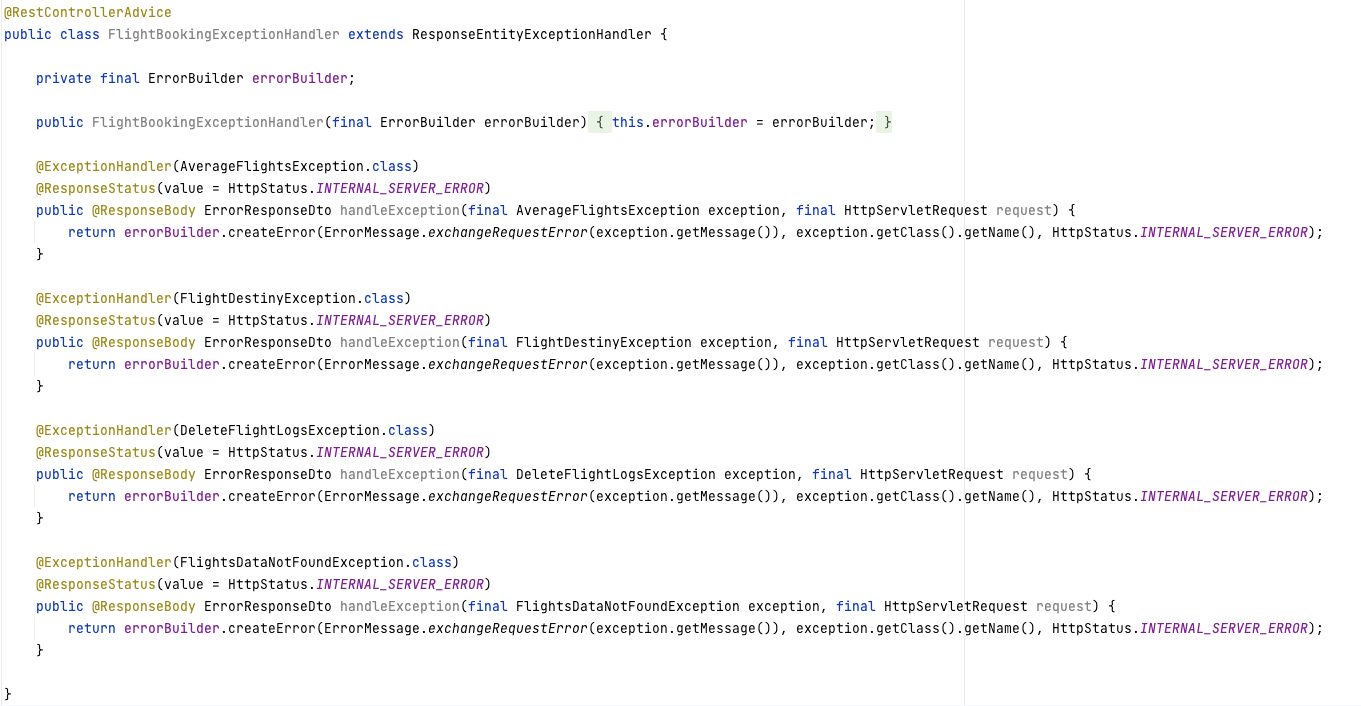 @RestControllerAdvice
public class FlightBookingExceptionHandler extends ResponseEntityExceptionHandler {
    private final ErrorBuilder errorBuilder;
    public FlightBookingExceptionHandler(final ErrorBuilder errorBuilder) { this.errorBuilder = errorBuilder; }
    @ExceptionHandler(AverageFlightsException.class)
    @ResponseStatus(value = HttpStatus.INTERNAL_SERVER_ERROR)
    public @ResponseBody ErrorResponseDto handleException(final AverageFlightsException exception, final HttpServletRequest request) {
        return errorBuilder.createError(ErrorMessage.exchangeRequestError(exception.getMessage()), exception.getClass().getName(), HttpStatus.INTERNAL_SERVER_ERROR);
    }
    @ExceptionHandler(FlightDestinyException.class)
    @ResponseStatus(value = HttpStatus.INTERNAL_SERVER_ERROR)
    public @ResponseBody ErrorResponseDto handleException(final FlightDestinyException exception, final HttpServletRequest request) {
        return errorBuilder.createError(ErrorMessage.exchangeRequestError(exception.getMessage()), exception.getClass().getName(), HttpStatus.INTERNAL_SERVER_ERROR);
    }
    @ExceptionHandler(DeleteFlightLogsException.class)
    @ResponseStatus(value = HttpStatus.INTERNAL_SERVER_ERROR)
    public @ResponseBody ErrorResponseDto handleException(final DeleteFlightLogsException exception, final HttpServletRequest request) {
        return errorBuilder.createError(ErrorMessage.exchangeRequestError(exception.getMessage()), exception.getClass().getName(), HttpStatus.INTERNAL_SERVER_ERROR);
    }
    @ExceptionHandler(FlightsDataNotFoundException.class)
    @ResponseStatus(value = HttpStatus.INTERNAL_SERVER_ERROR)
    public @ResponseBody ErrorResponseDto handleException(final FlightsDataNotFoundException exception, final HttpServletRequest request) {
        return errorBuilder.createError(ErrorMessage.exchangeRequestError(exception.getMessage()), exception.getClass().getName(), HttpStatus.INTERNAL_SERVER_ERROR);
    }
}